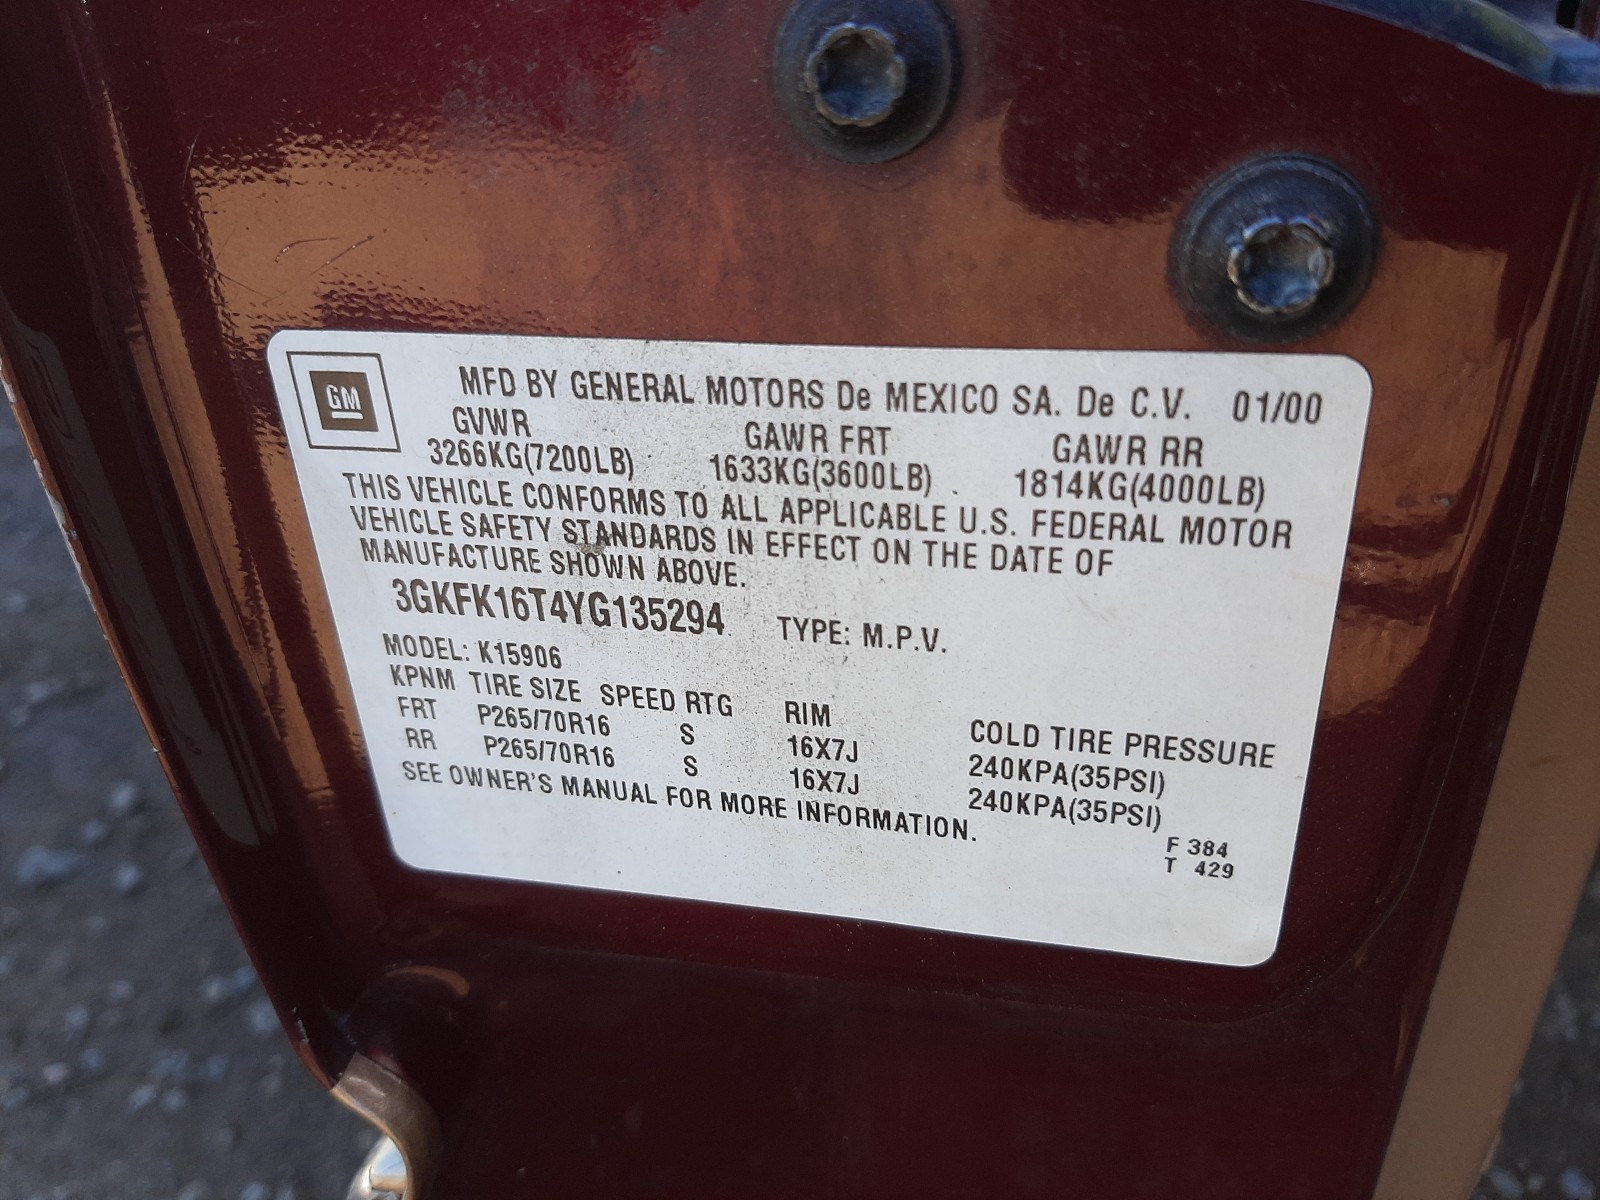 GM
MFD BY GENERAL MOTORS De MEXICO SA. De C.V. 01/00
GVWR GAWR FRT GAWR RR
3266KG(7200LB) 1633KG(3600LB) 1814KG(4000LB)
THIS VEHICLE CONFORMS TO ALL APPLICABLE U.S. FEDERAL MOTOR
VEHICLE SAFETY STANDARDS IN EFFECT ON THE DATE OF
MANUFACTURE SHOWN ABOVE.
3GKFK16T4YG135294 TYPE: M.P.V.
MODEL: K15906
KPNM TIRE SIZE SPEED RTG RIM COLD TIRE PRESSURE
FRT P265/70R16 S 16X7J 240KPA(35PSI)
RR P265/70R16 S 16X7J 240KPA(35PSI)
SEE OWNER'S MANUAL FOR MORE INFORMATION.
F 384
T 429